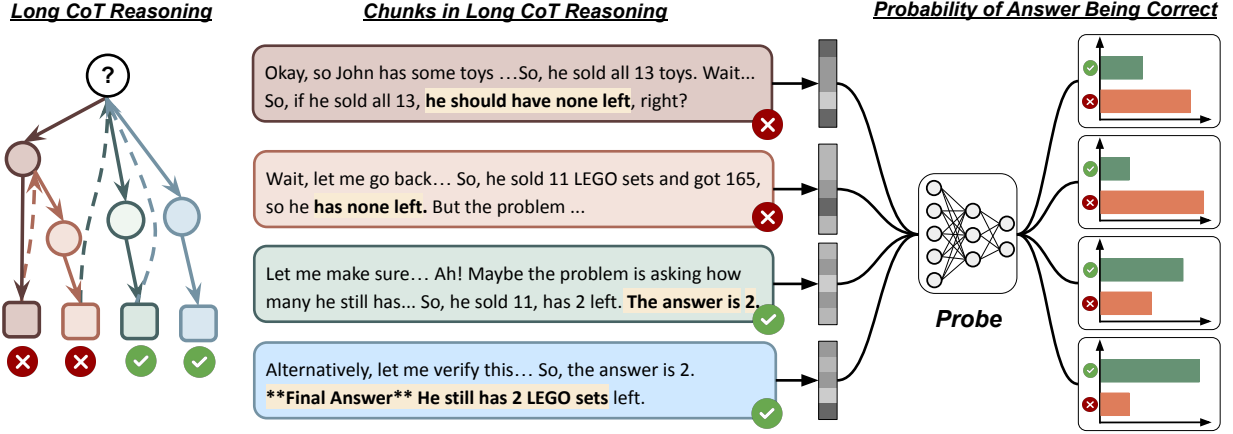 Long CoT Reasoning
Chunks in Long CoT Reasoning
Probability of Answer Being Correct
?
Okay, so John has some toys …So, he sold all 13 toys. Wait…
So, if he sold all 13, he should have none left, right?
Wait, let me go back… So, he sold 11 LEGO sets and got 165,
so he has none left. But the problem ...
Let me make sure… Ah! Maybe the problem is asking how
many he still has… So, he sold 11, has 2 left. The answer is 2.
Alternatively, let me verify this… So, the answer is 2.
**Final Answer** He still has 2 LEGO sets left.
Probe